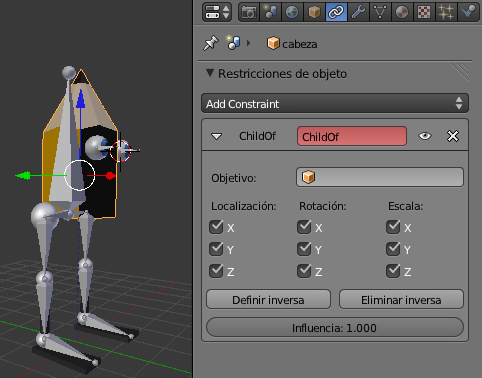 cabeza
Restricciones de objeto
Add Constraint
ChildOf ChildOf
Objetivo:
Localización: Rotación: Escala:
X X X
Y Y Y
Z Z Z
Definir inversa Eliminar inversa
Influencia: 1.000